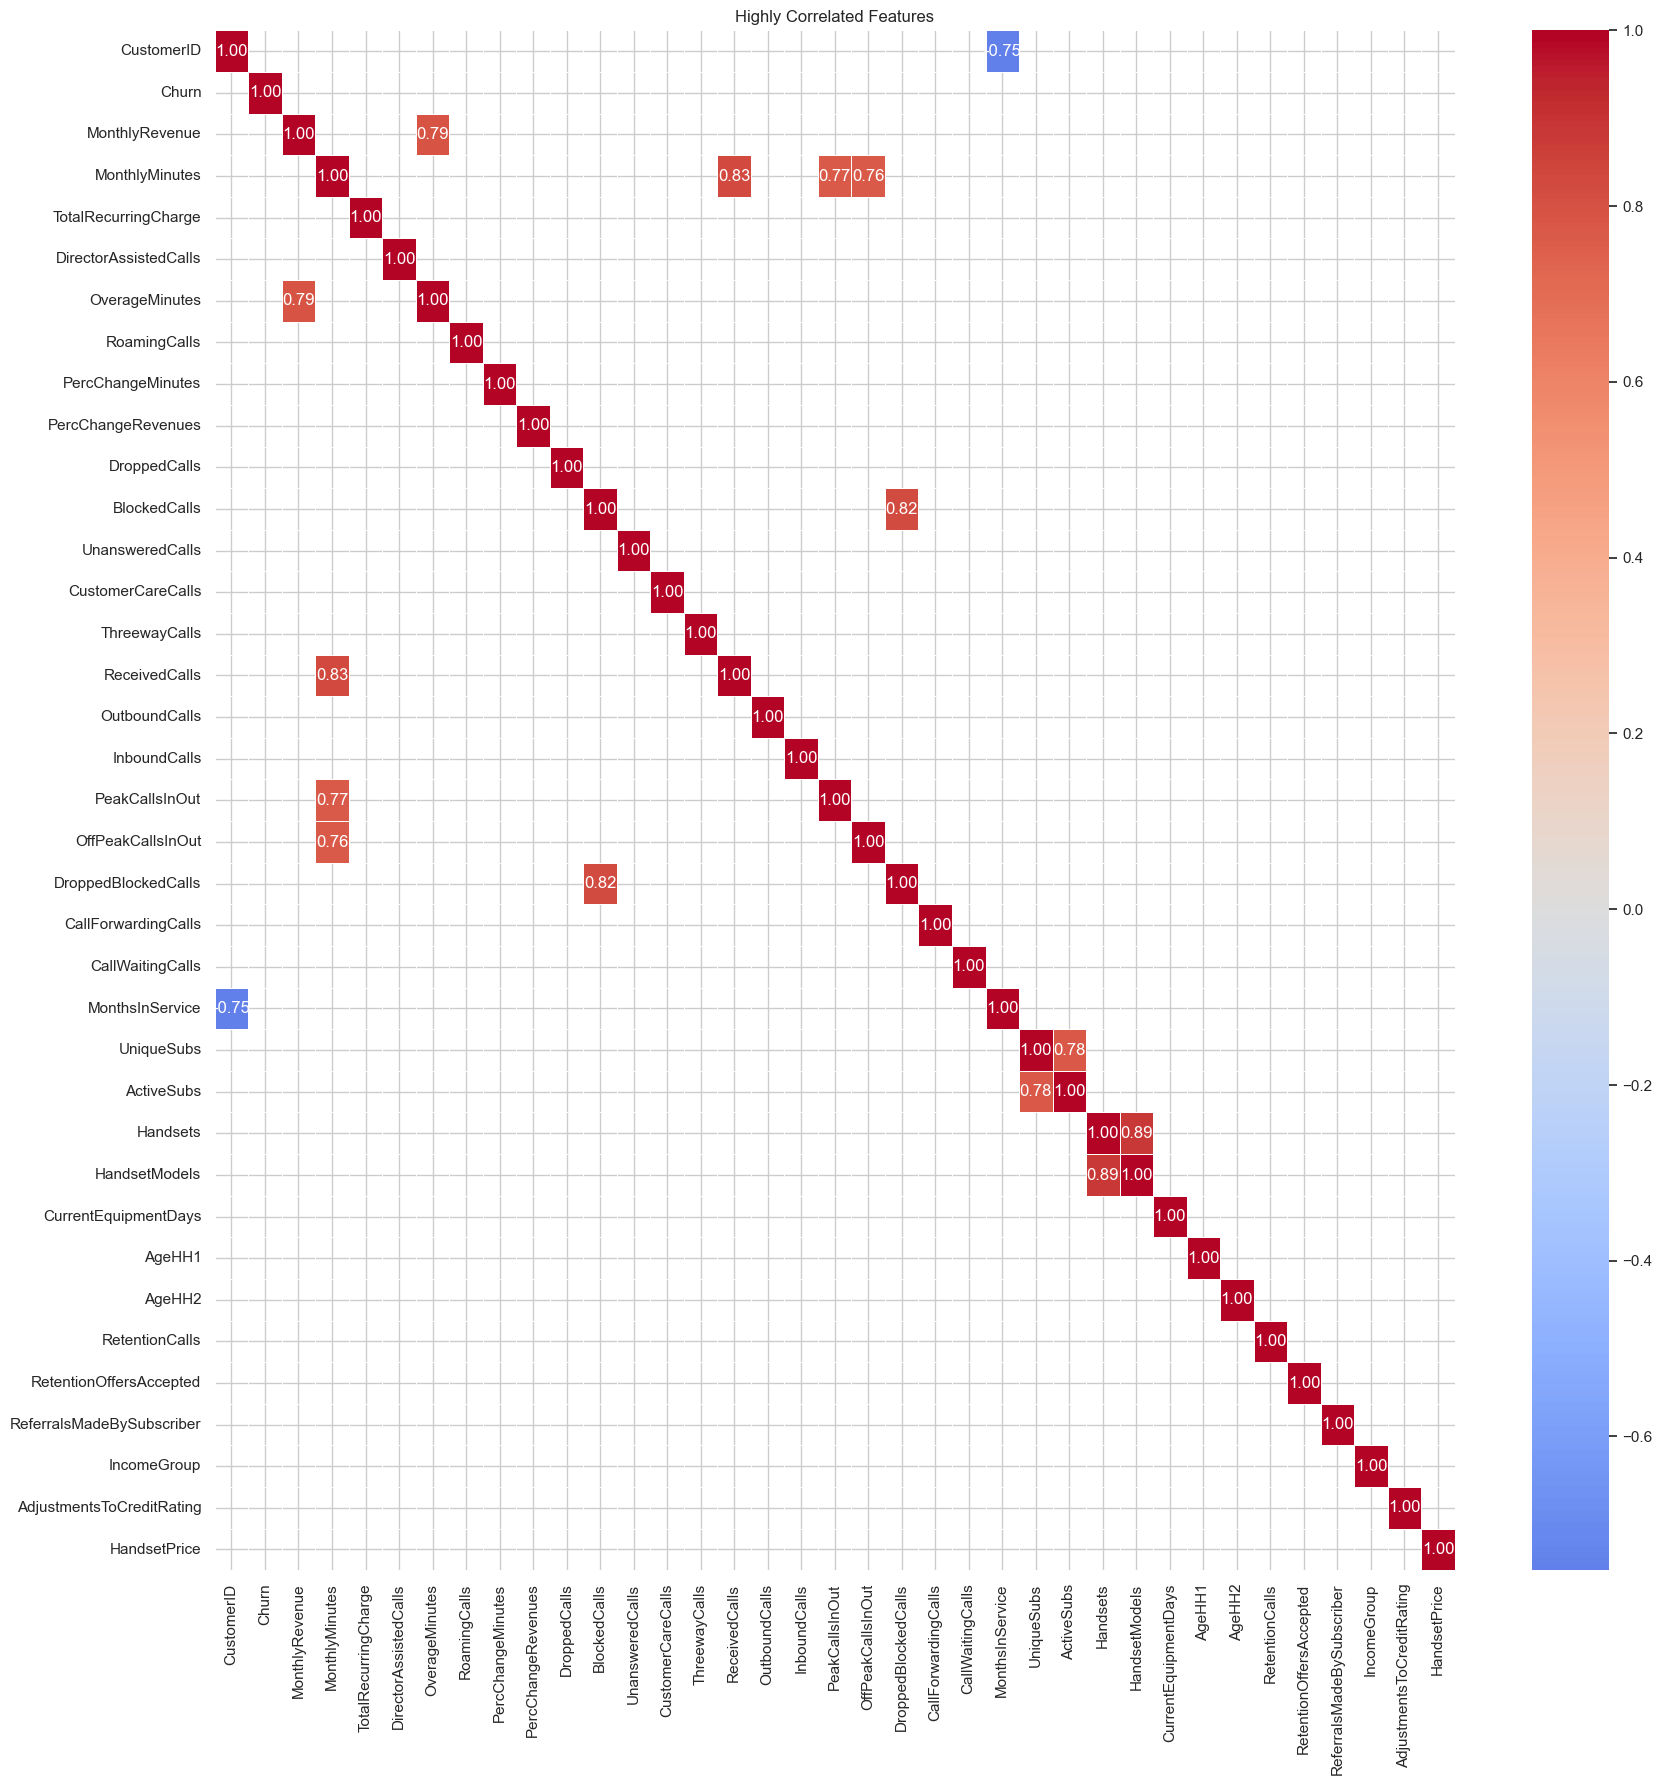 Highly Correlated Features
CustomerID 1.00 -0.75
Churn 1.00
MonthlyRevenue 1.00 0.79
MonthlyMinutes 1.00 0.83 0.77 0.76
TotalRecurringCharge 1.00
DirectorAssistedCalls 1.00
OverageMinutes 0.79 1.00
RoamingCalls 1.00
PercChangeMinutes 1.00
PercChangeRevenues 1.00
DroppedCalls 1.00
BlockedCalls 1.00 0.82
UnansweredCalls 1.00
CustomerCareCalls 1.00
ThreewayCalls 1.00
ReceivedCalls 0.83 1.00
OutboundCalls 1.00
InboundCalls 1.00
PeakCallsInOut 0.77 1.00
OffPeakCallsInOut 0.76 1.00
DroppedBlockedCalls 0.82 1.00
CallForwardingCalls 1.00
CallWaitingCalls 1.00
MonthsInService -0.75 1.00
UniqueSubs 1.00 0.78
ActiveSubs 0.78 1.00
Handsets 1.00 0.89
HandsetModels 0.89 1.00
CurrentEquipmentDays 1.00
AgeHH1 1.00
AgeHH2 1.00
RetentionCalls 1.00
RetentionOffersAccepted 1.00
ReferralsMadeBySubscriber 1.00
IncomeGroup 1.00
AdjustmentsToCreditRating 1.00
HandsetPrice 1.00
CustomerID
Churn
MonthlyRevenue
MonthlyMinutes
TotalRecurringCharge
DirectorAssistedCalls
OverageMinutes
RoamingCalls
PercChangeMinutes
PercChangeRevenues
DroppedCalls
BlockedCalls
UnansweredCalls
CustomerCareCalls
ThreewayCalls
ReceivedCalls
OutboundCalls
InboundCalls
PeakCallsInOut
OffPeakCallsInOut
DroppedBlockedCalls
CallForwardingCalls
CallWaitingCalls
MonthsInService
UniqueSubs
ActiveSubs
Handsets
HandsetModels
CurrentEquipmentDays
AgeHH1
AgeHH2
RetentionCalls
RetentionOffersAccepted
ReferralsMadeBySubscriber
IncomeGroup
AdjustmentsToCreditRating
HandsetPrice
1.0
0.8
0.6
0.4
0.2
0.0
−0.2
−0.4
−0.6